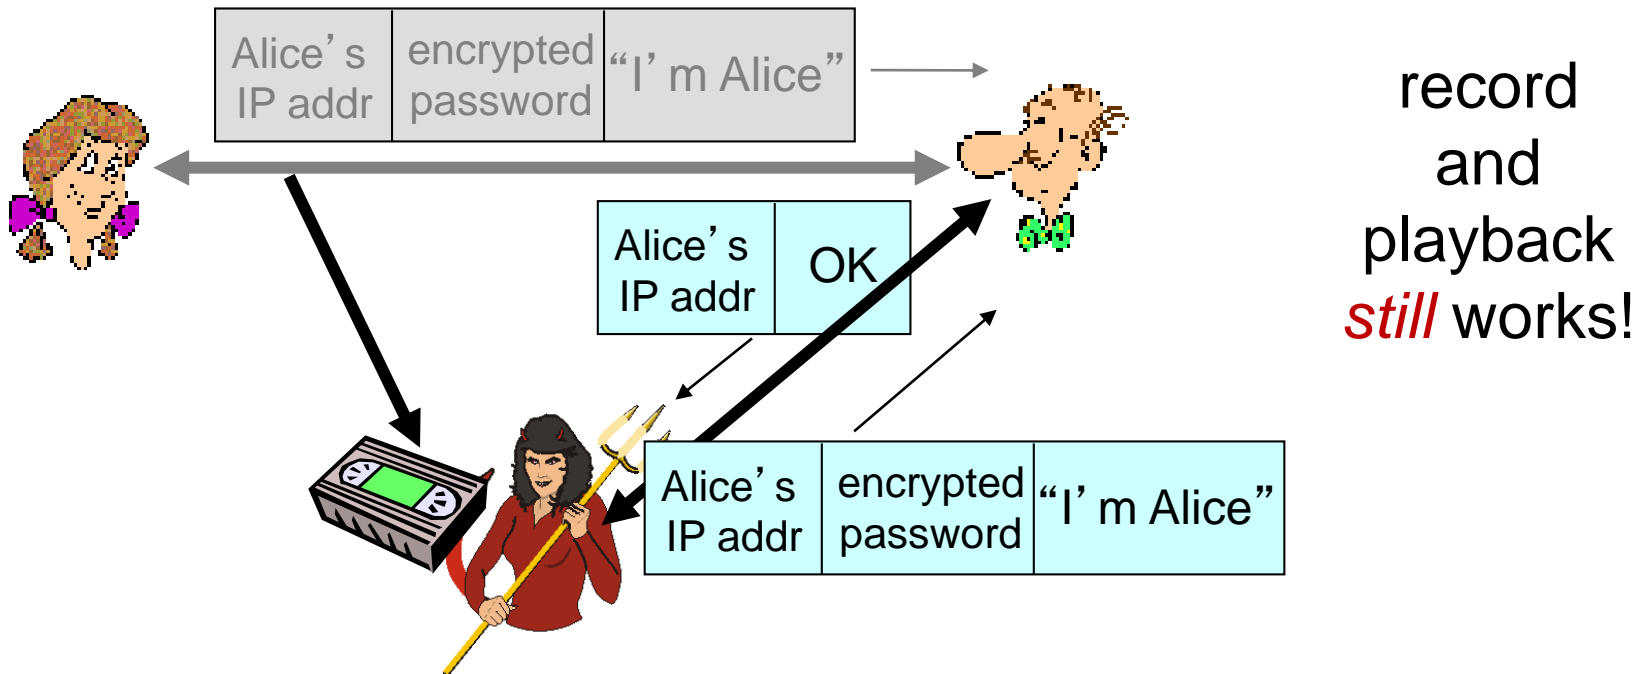 Alice’s
IP addr
encrypted
password
“I’m Alice”
record
and
playback
still works!
Alice’s
IP addr
OK
Alice’s
IP addr
encrypted
password
“I’m Alice”